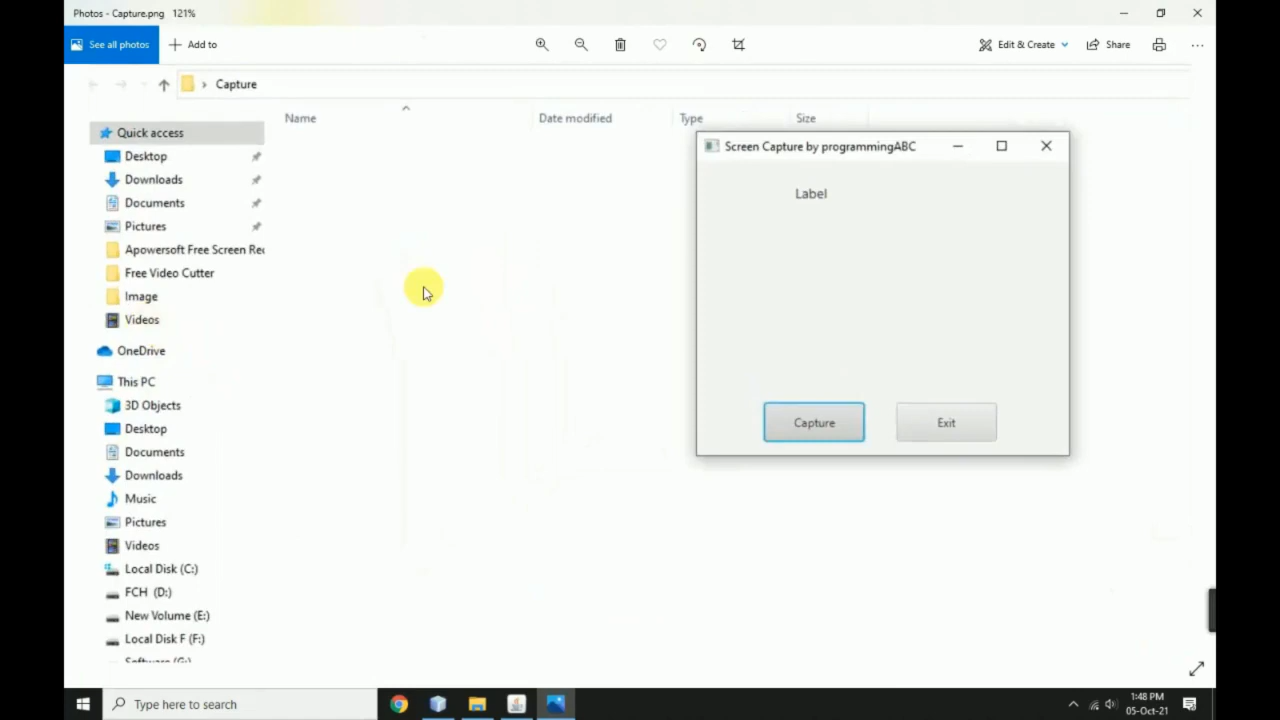 Photos - Capture.png 121%
See all photos
Add to
Edit & Create
Share
Capture
Name
Date modified
Type
Size
Quick access
Desktop
Downloads
Documents
Pictures
Apowersoft Free Screen Rec
Free Video Cutter
Image
Videos
OneDrive
This PC
3D Objects
Desktop
Documents
Downloads
Music
Pictures
Videos
Local Disk (C:)
FCH (D:)
New Volume (E:)
Local Disk F (F:)
Software (G:)
Screen Capture by programmingABC
Label
Capture
Exit
Type here to search
1:48 PM
05-Oct-21